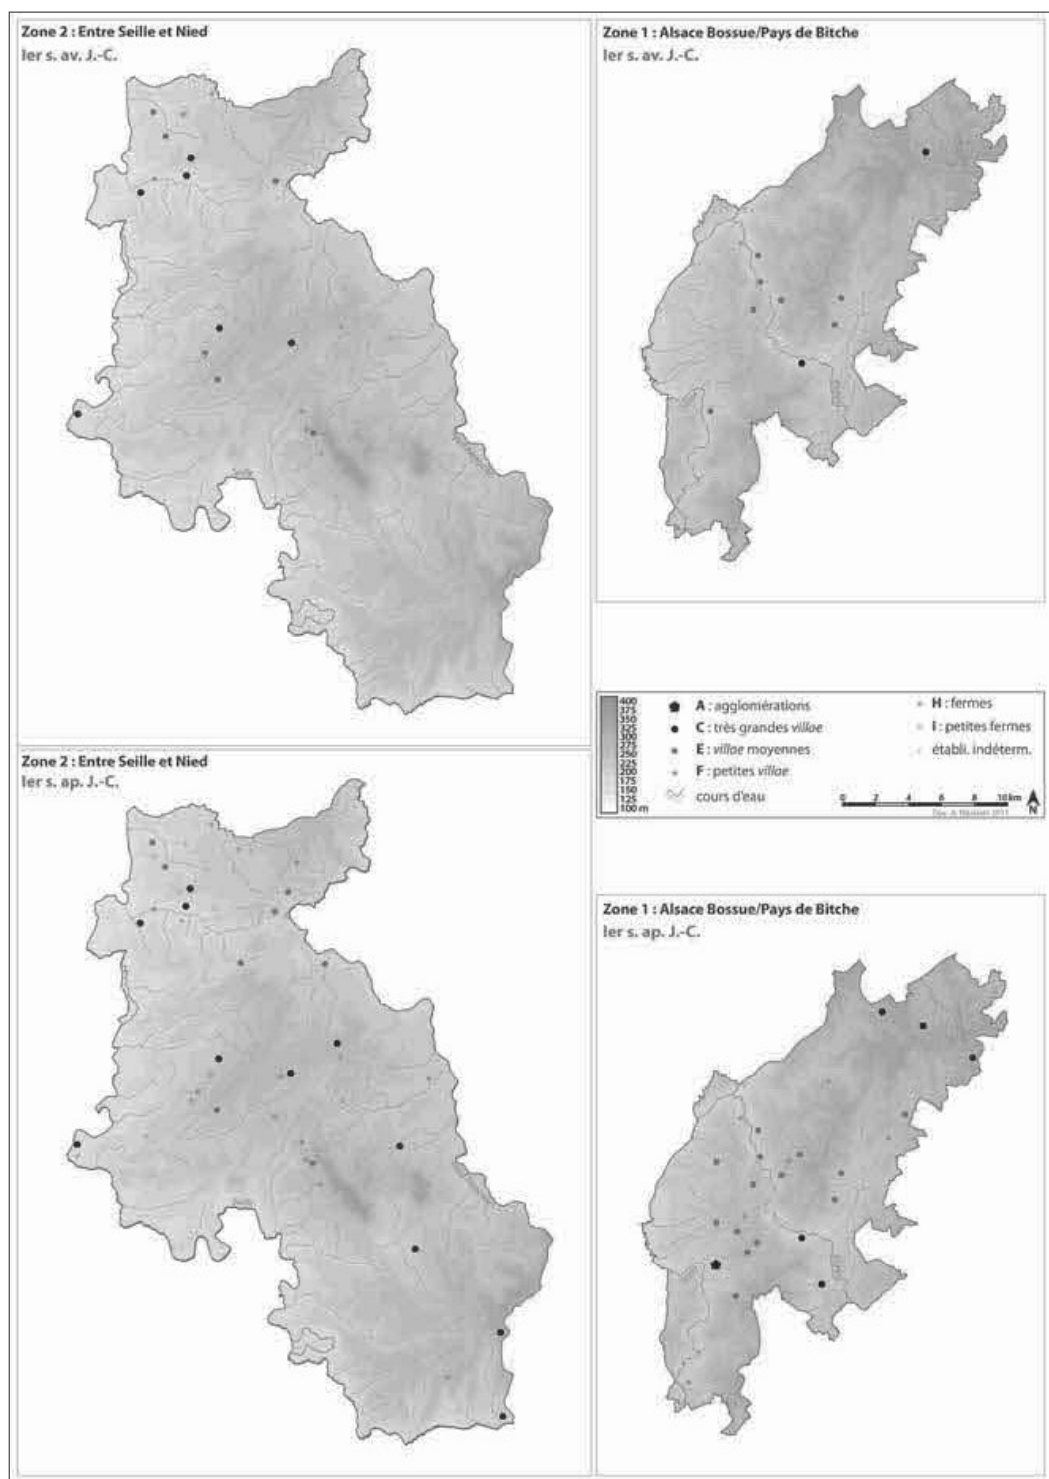 Zone 2 : Entre Seille et Nied
Ier s. av. J.-C.
Zone 1 : Alsace Bossue/Pays de Bitche
Ier s. av. J.-C.
400
375
350
325
300
275
250
225
200
175
150
125
100 m
A : agglomérations
C : très grandes villae
E : villae moyennes
F : petites villae
cours d'eau
H : fermes
I : petites fermes
établi. indéterm.
0 2 4 6 8 10 km
N
Zone 2 : Entre Seille et Nied
Ier s. ap. J.-C.
Zone 1 : Alsace Bossue/Pays de Bitche
Ier s. ap. J.-C.